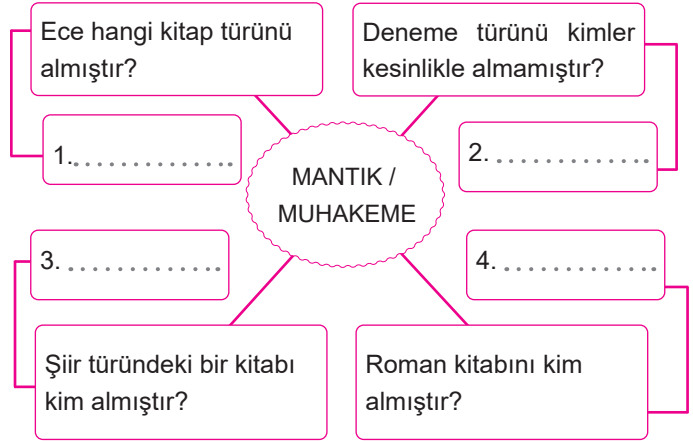 Ece hangi kitap türünü
almıştır?
Deneme türünü kimler
kesinlikle almamıştır?
1. . . . . . . . . . . . . .
2. . . . . . . . . . . . . .
MANTIK /
MUHAKEME
3. . . . . . . . . . . . . .
4. . . . . . . . . . . . . .
Şiir türündeki bir kitabı
kim almıştır?
Roman kitabını kim
almıştır?